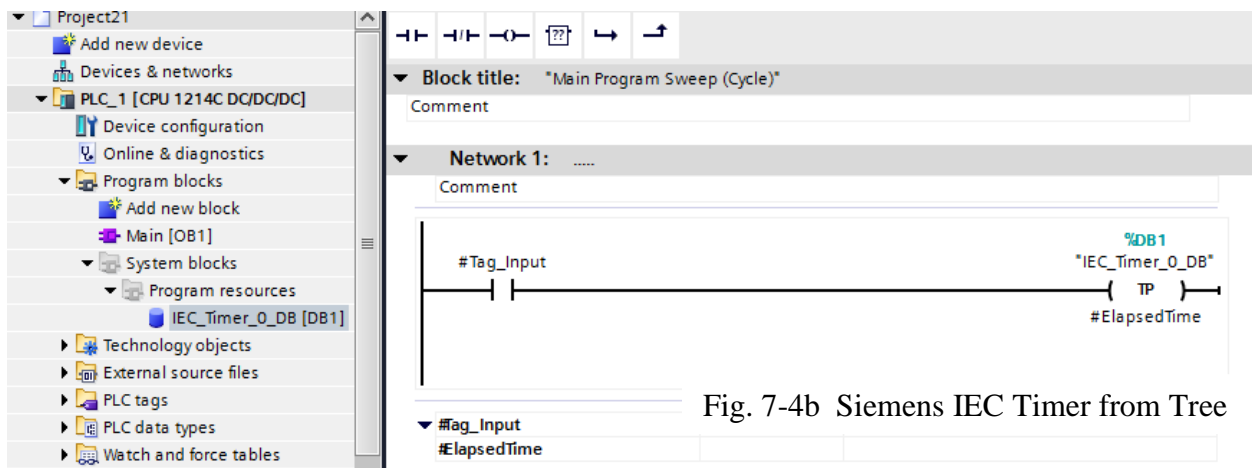 Project21
Add new device
Devices & networks
PLC_1 [CPU 1214C DC/DC/DC]
Device configuration
Online & diagnostics
Program blocks
Add new block
Main [OB1]
System blocks
Program resources
IEC_Timer_0_DB [DB1]
Technology objects
External source files
PLC tags
PLC data types
Watch and force tables
??
Block title: "Main Program Sweep (Cycle)"
Comment
Network 1: .....
Comment
#Tag_Input
%DB1
"IEC_Timer_0_DB"
TP
#ElapsedTime
Fig. 7-4b Siemens IEC Timer from Tree
#Tag_Input
#ElapsedTime